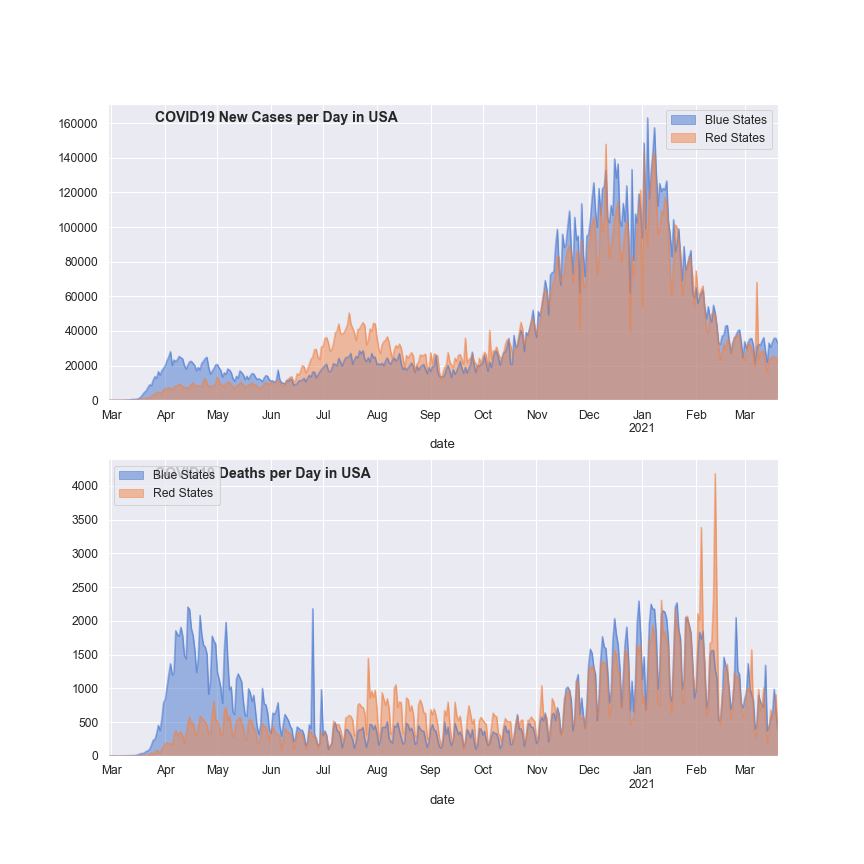 COVID19 New Cases per Day in USA
Blue States
Red States
160000
140000
120000
100000
80000
60000
40000
20000
0
Mar Apr May Jun Jul Aug Sep Oct Nov Dec Jan Feb Mar
2021
date
COVID19 Deaths per Day in USA
Blue States
Red States
4000
3500
3000
2500
2000
1500
1000
500
0
Mar Apr May Jun Jul Aug Sep Oct Nov Dec Jan Feb Mar
2021
date